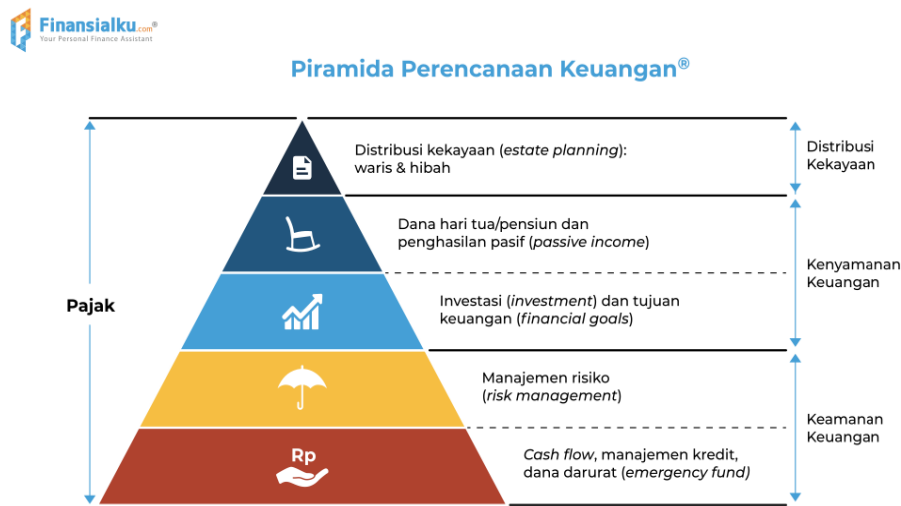 Finansialku.com®
Your Personal Finance Assistant
Piramida Perencanaan Keuangan®
Distribusi kekayaan (estate planning):
waris & hibah
Distribusi
Kekayaan
Dana hari tua/pensiun dan
penghasilan pasif (passive income)
Kenyamanan
Keuangan
Pajak
Investasi (investment) dan tujuan
keuangan (financial goals)
Manajemen risiko
(risk management)
Keamanan
Keuangan
Rp
Cash flow, manajemen kredit,
dana darurat (emergency fund)